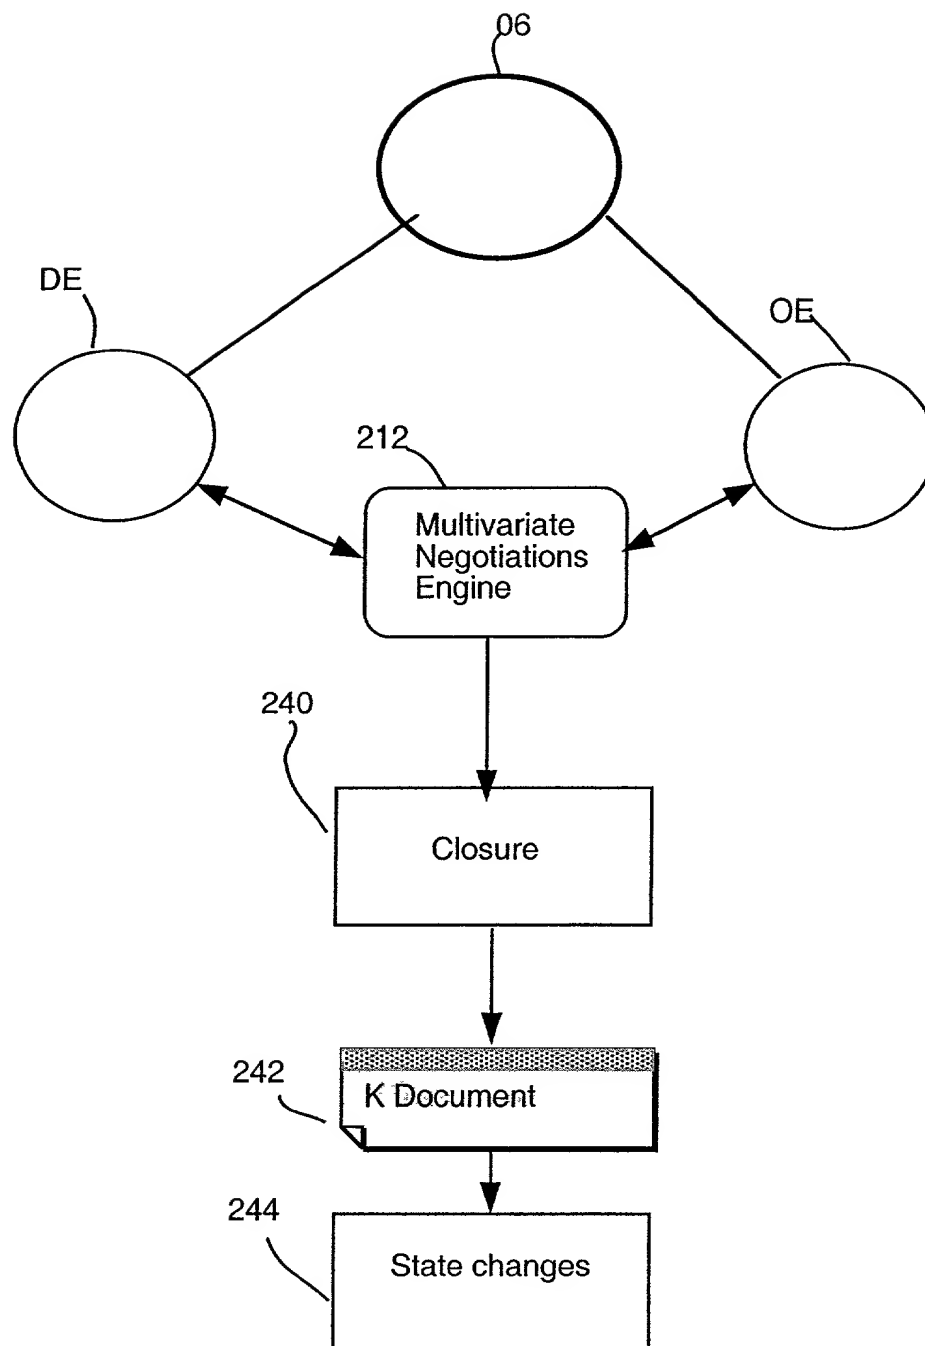 06
DE
OE
212
Multivariate
Negotiations
Engine
240
Closure
242
K Document
244
State changes